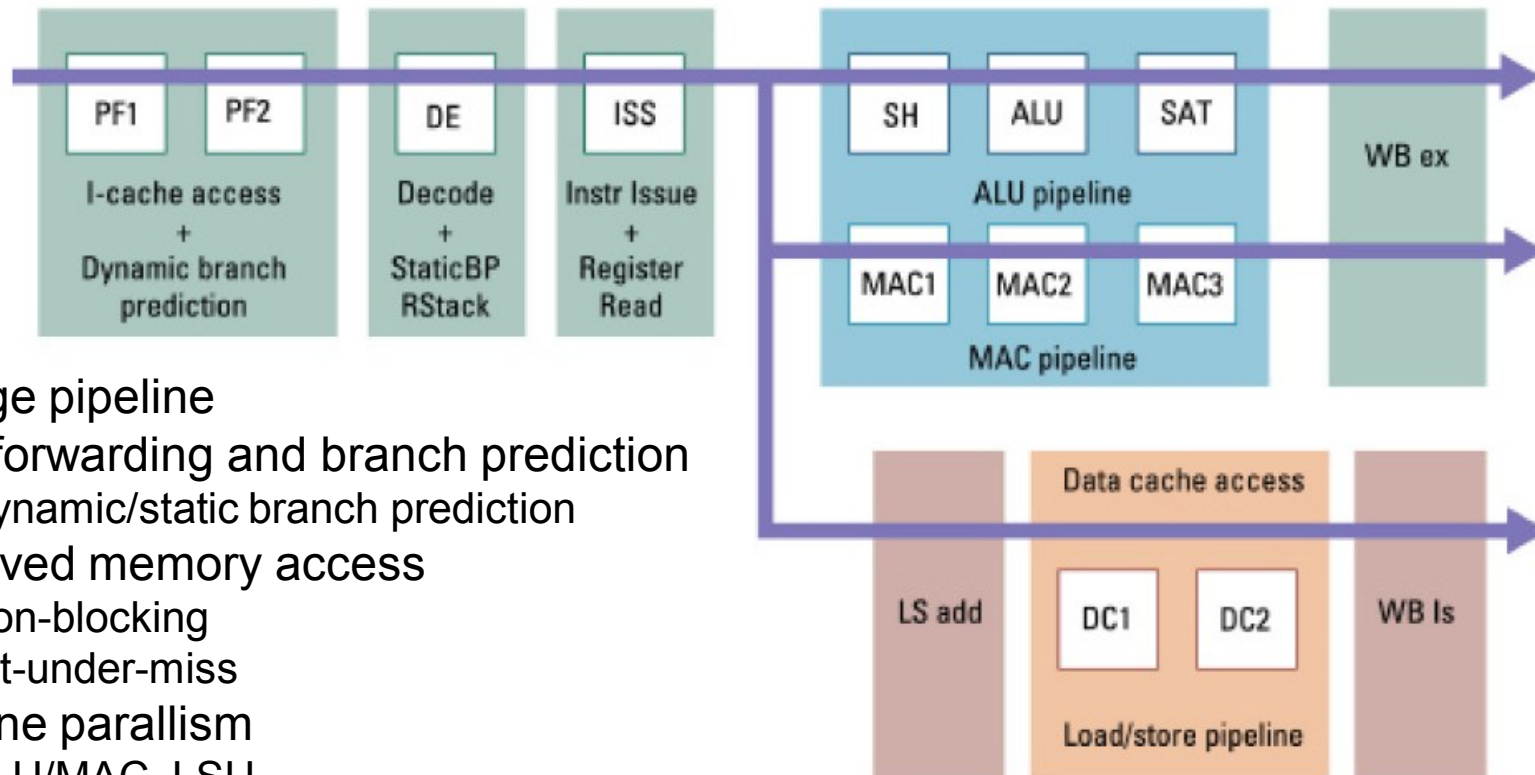 PF1
PF2
I-cache access
+
Dynamic branch
prediction
DE
Decode
+
StaticBP
RStack
ISS
Instr Issue
+
Register
Read
SH
ALU
SAT
ALU pipeline
MAC1
MAC2
MAC3
MAC pipeline
WB ex
ge pipeline
forwarding and branch prediction
ynamic/static branch prediction
ved memory access
on-blocking
t-under-miss
ne parallism
LU/MAC, LSU
LS add
Data cache access
DC1
DC2
Load/store pipeline
WB ls